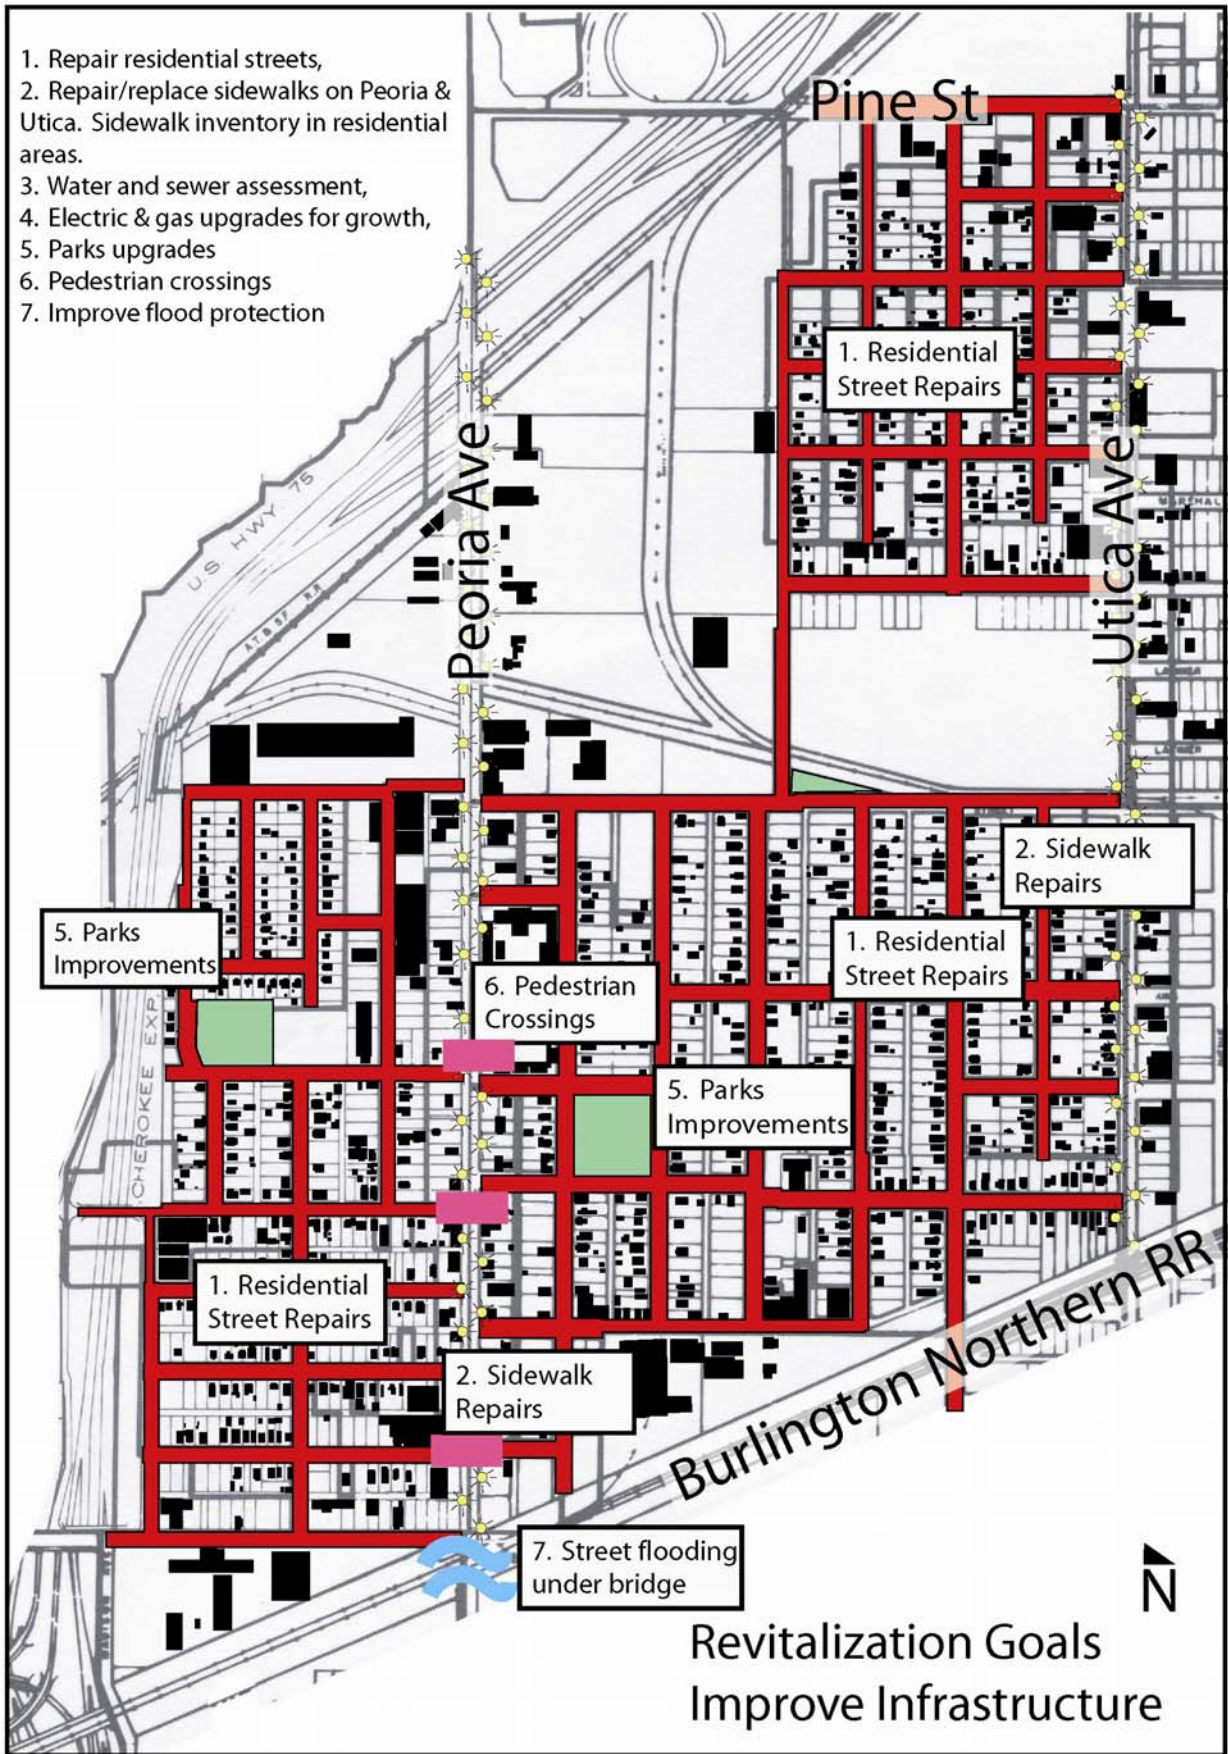 1. Repair residential streets,
2. Repair/replace sidewalks on Peoria &
Utica. Sidewalk inventory in residential
areas.
3. Water and sewer assessment,
4. Electric & gas upgrades for growth,
5. Parks upgrades
6. Pedestrian crossings
7. Improve flood protection
Pine St
1. Residential
Street Repairs
Peoria Ave
Utica Ave
U.S. HWY 75
A.T. & S.F. R.R.
2. Sidewalk
Repairs
5. Parks
Improvements
1. Residential
Street Repairs
6. Pedestrian
Crossings
CHEROKEE EXP.
5. Parks
Improvements
1. Residential
Street Repairs
2. Sidewalk
Repairs
Burlington Northern RR
7. Street flooding
under bridge
N
Revitalization Goals
Improve Infrastructure